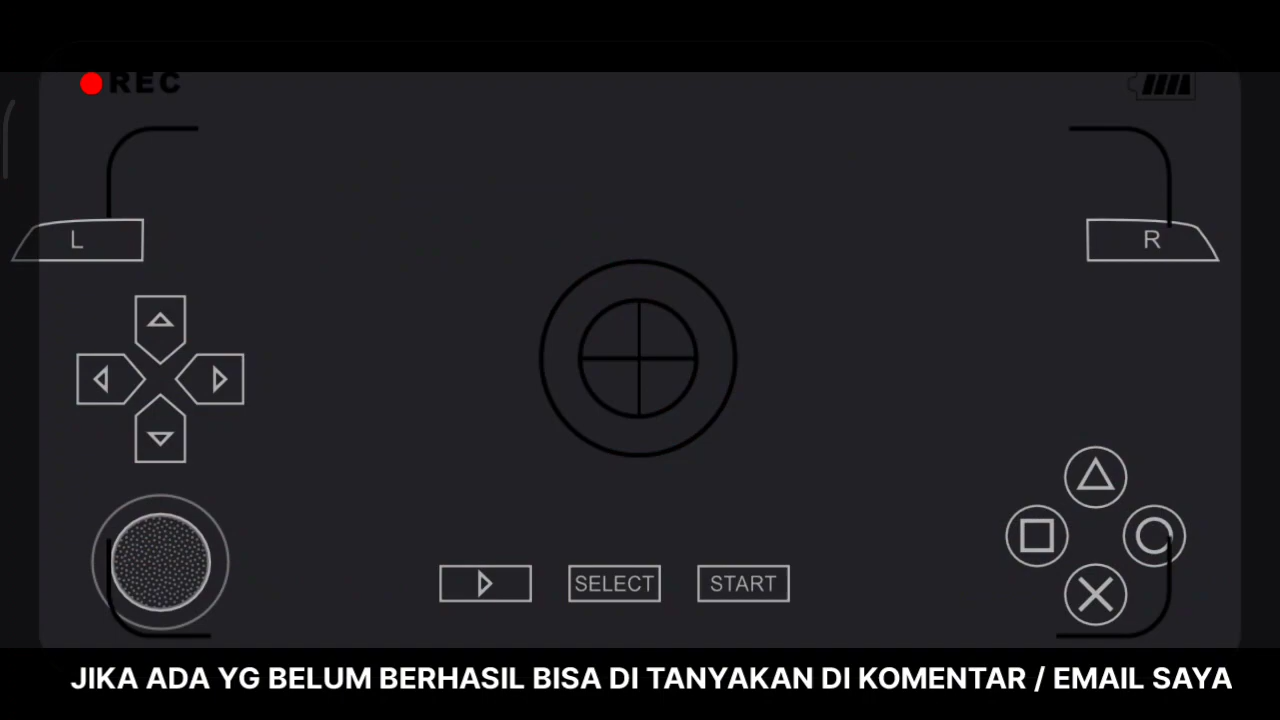 REC
L
R
SELECT
START
JIKA ADA YG BELUM BERHASIL BISA DI TANYAKAN DI KOMENTAR / EMAIL SAYA